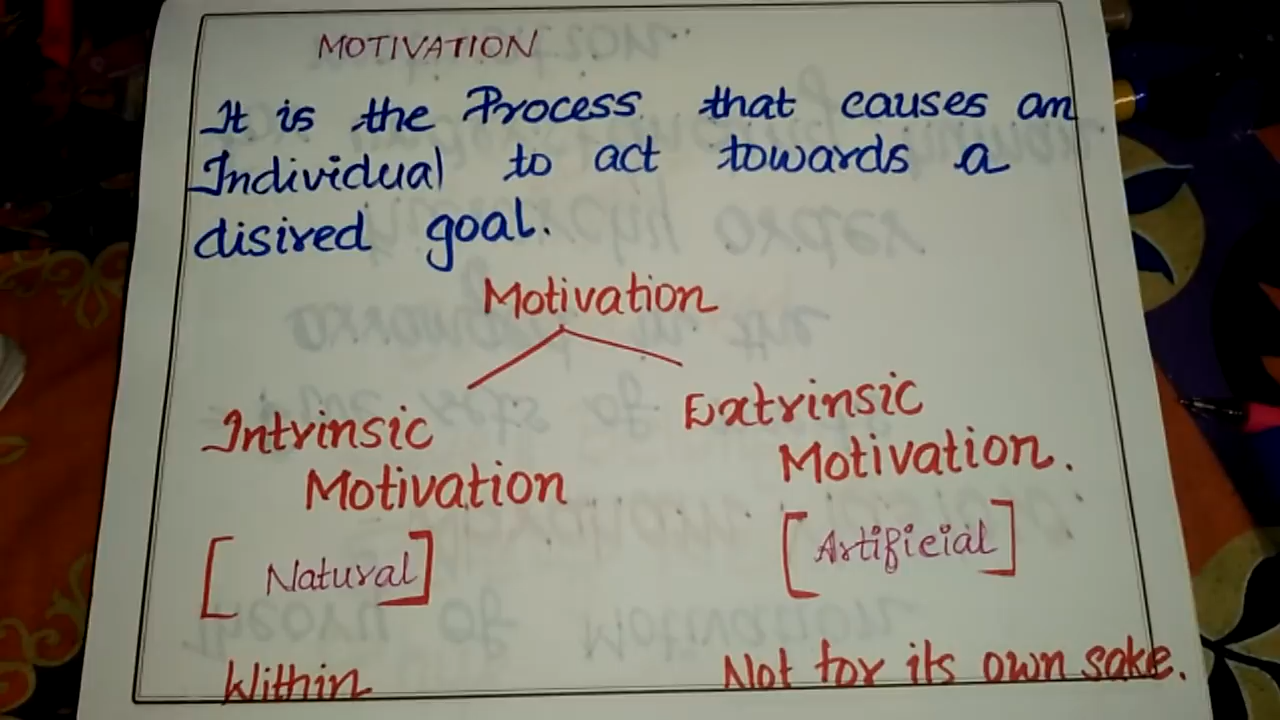 MOTIVATION
It is the Process that causes an
Individual to act towards a
disired goal.
Motivation
Intrinsic
Motivation
[Natural]
Within
Extrinsic
Motivation.
[Artificial]
Not for its own sake.